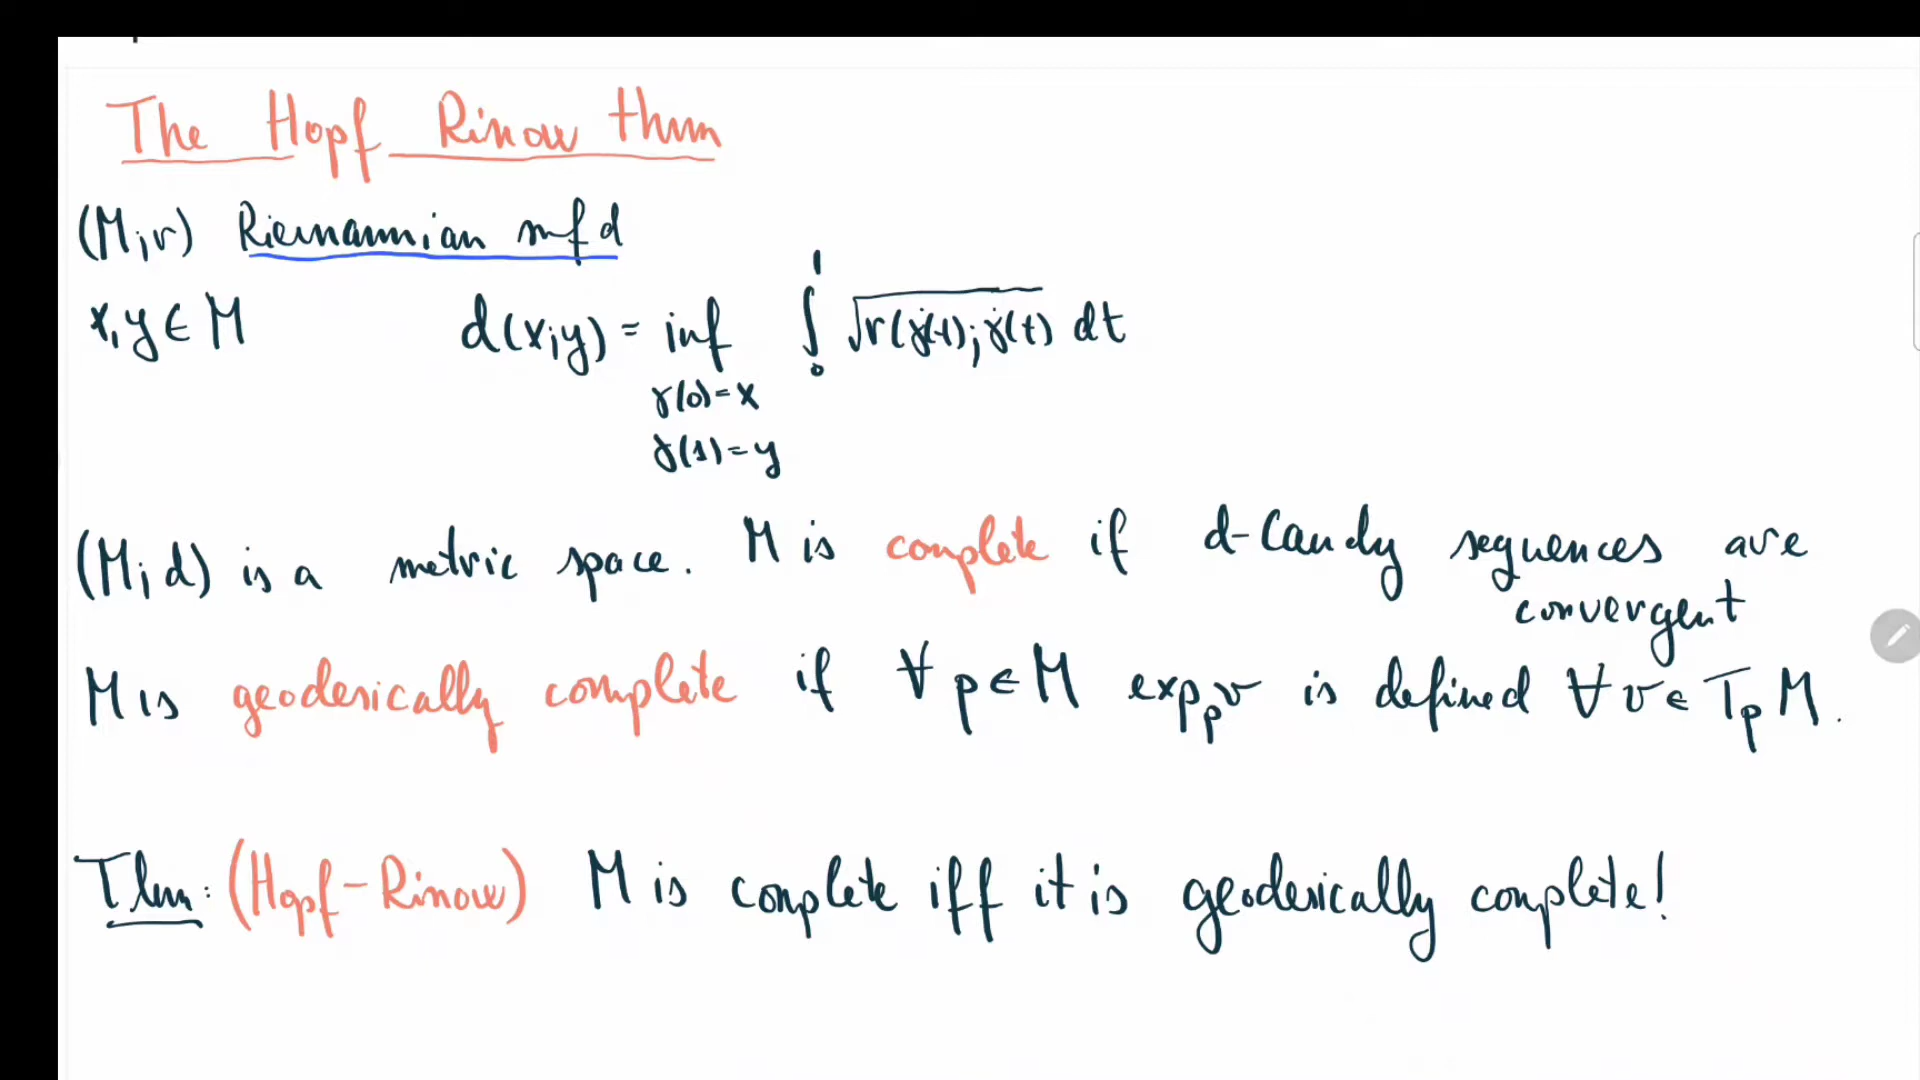 The Hopf Rinow thm
(M,r) Riemannian mfd
x,y ∈ M d(x,y) = inf ∫₀¹ √r(γ̇(t), γ̇(t)) dt
γ(0)=x
γ(1)=y
(M,d) is a metric space. M is complete if d-Cauchy sequences are
convergent
M is geodesically complete if ∀ p ∈ M exp_p v is defined ∀ v ∈ T_p M.
Thm: (Hopf-Rinow) M is complete iff it is geodesically complete!